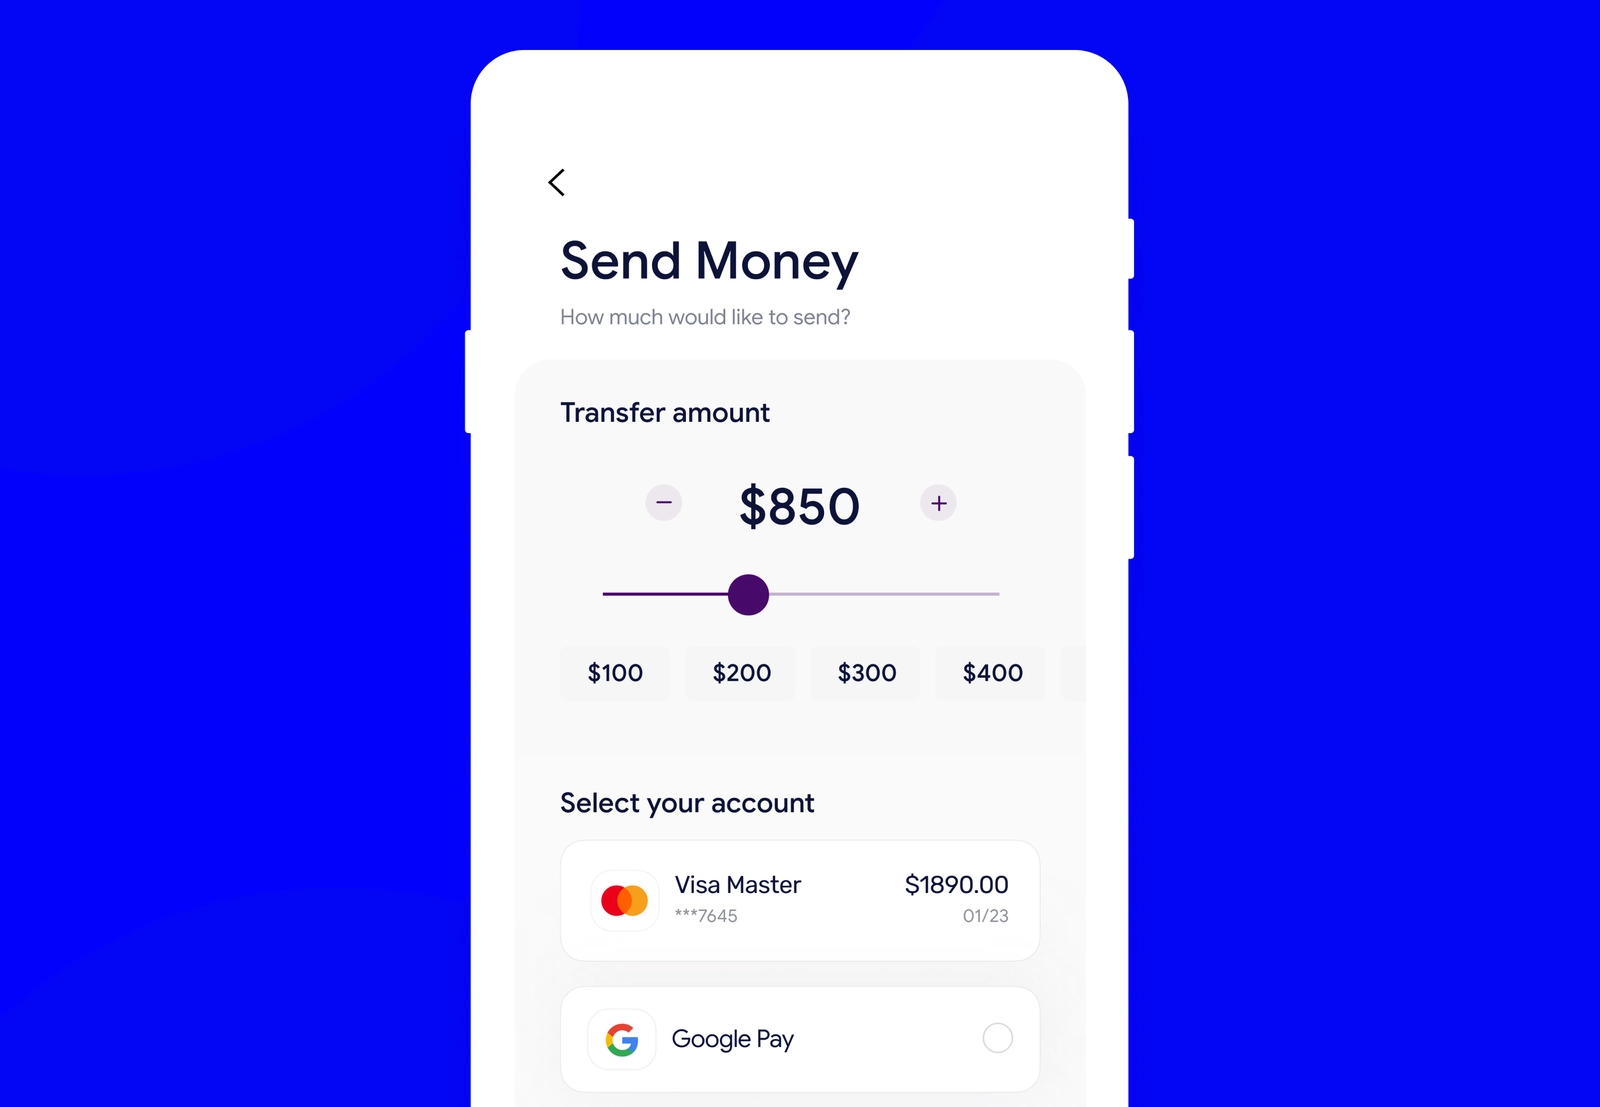 Send Money
How much would like to send?
Transfer amount
$850
$100 $200 $300 $400
Select your account
Visa Master $1890.00
***7645 01/23
Google Pay